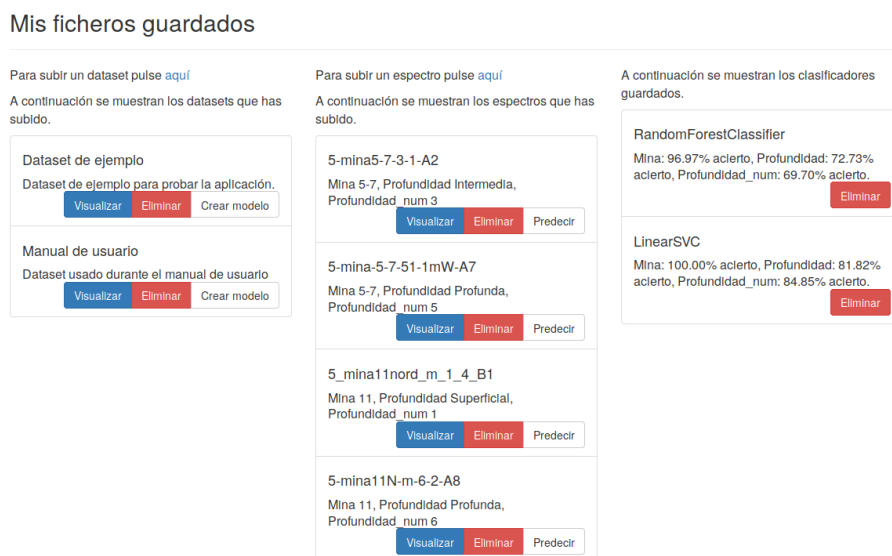 Mis ficheros guardados
Para subir un dataset pulse aquí
A continuación se muestran los datasets que has
subido.
Dataset de ejemplo
Dataset de ejemplo para probar la aplicación.
Visualizar Eliminar Crear modelo
Manual de usuario
Dataset usado durante el manual de usuario
Visualizar Eliminar Crear modelo
Para subir un espectro pulse aquí
A continuación se muestran los espectros que has
subido.
5-mina5-7-3-1-A2
Mina 5-7, Profundidad Intermedia,
Profundidad_num 3
Visualizar Eliminar Predecir
5-mina-5-7-51-1mW-A7
Mina 5-7, Profundidad Profunda,
Profundidad_num 5
Visualizar Eliminar Predecir
5_mina11nord_m_1_4_B1
Mina 11, Profundidad Superficial,
Profundidad_num 1
Visualizar Eliminar Predecir
5-mina11N-m-6-2-A8
Mina 11, Profundidad Profunda,
Profundidad_num 6
Visualizar Eliminar Predecir
A continuación se muestran los clasificadores
guardados.
RandomForestClassifier
Mina: 96.97% acierto, Profundidad: 72.73%
acierto, Profundidad_num: 69.70% acierto.
Eliminar
LinearSVC
Mina: 100.00% acierto, Profundidad: 81.82%
acierto, Profundidad_num: 84.85% acierto.
Eliminar